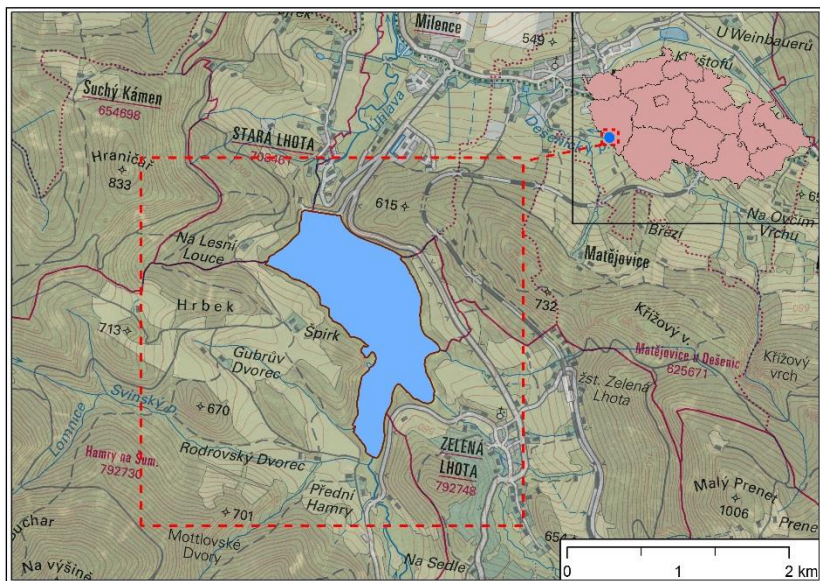 Milence
549
U Weinbauerů
Suchý Kámen
654698
Úhlava
STARÁ LHOTA
Hraničář
833
615
Na Ovčím
Vrchu
Březí
Na Lesní
Louce
Matějovice
Hrbek
732
Křížový v.
713
Špirk
Matějovice u Dešenic
625671
Křížový
vrch
Gubrův
Dvorec
žst. Zelená
Lhota
Svinský p.
670
Lomnice
Hamry na Šum.
792730
Rodrovský Dvorec
ZELENÁ
LHOTA
792748
Přední
Hamry
Malý Prenet
1006
Prene
701
Mottlovské
Dvory
654
Na výšině
Na Sedle
0 1 2 km